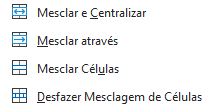 Mesclar e Centralizar
Mesclar através
Mesclar Células
Desfazer Mesclagem de Células